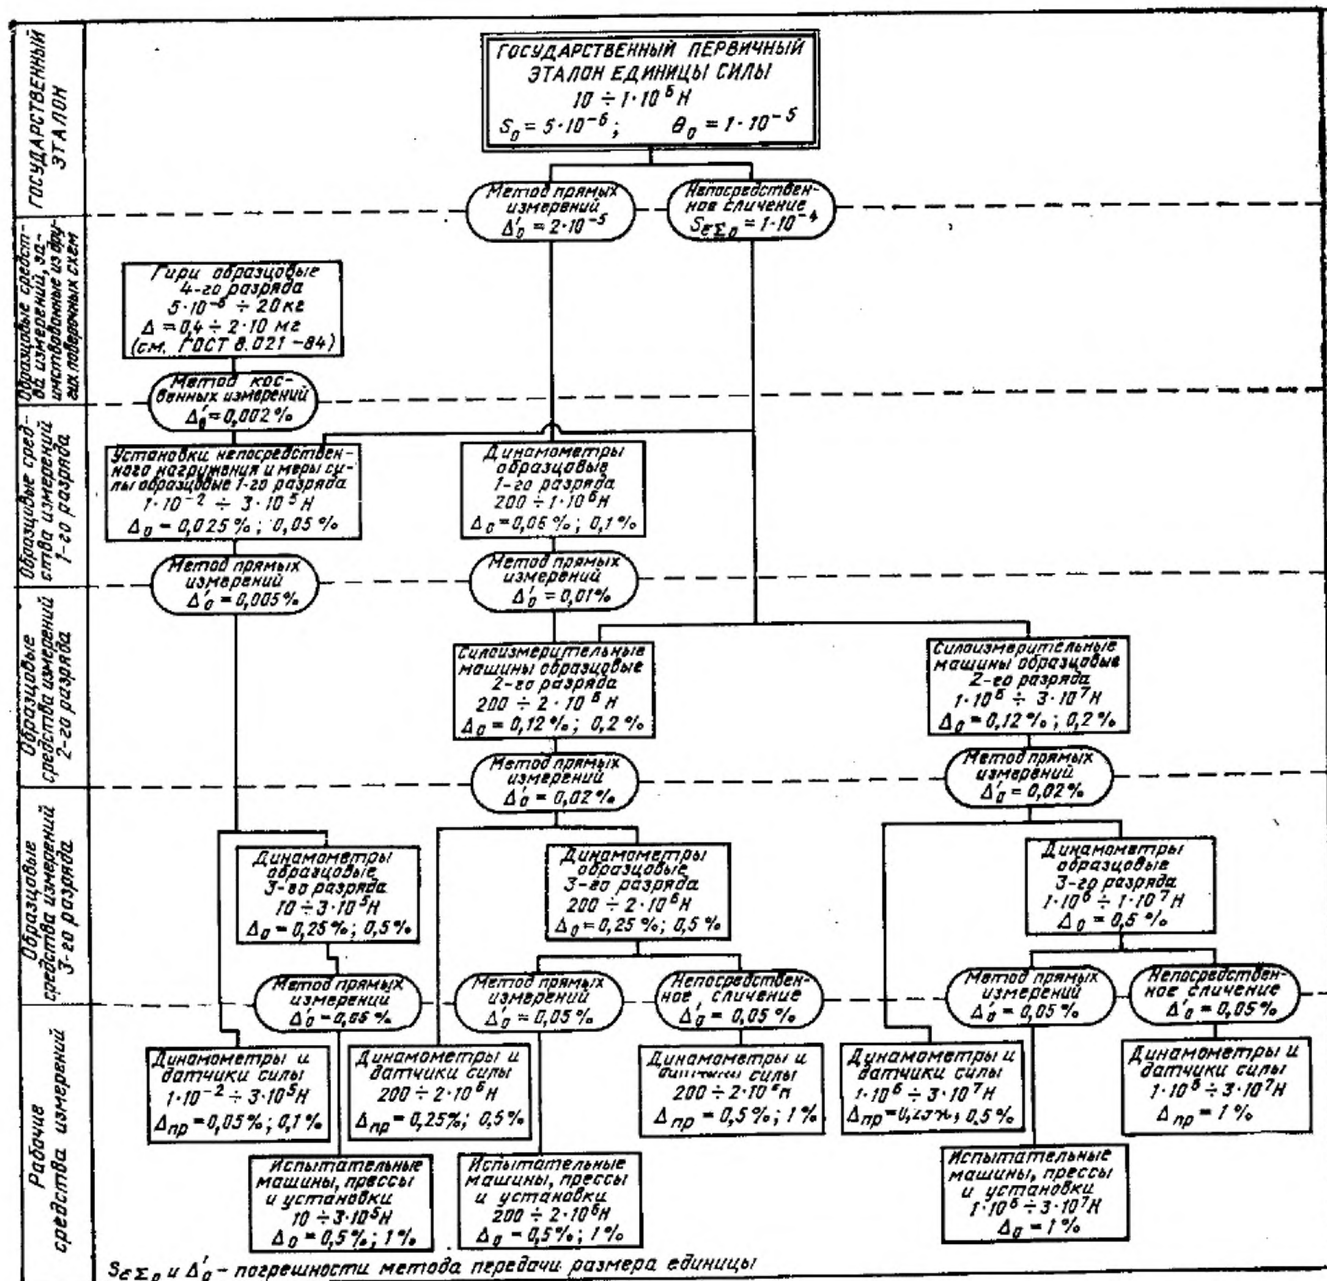 ГОСУДАРСТВЕННЫЙ
ЭТАЛОН
ГОСУДАРСТВЕННЫЙ ПЕРВИЧНЫЙ
ЭТАЛОН ЕДИНИЦЫ СИЛЫ
10 ÷ 1·10⁶ Н
S₀ = 5·10⁻⁶; Θ₀ = 1·10⁻⁵
Метод прямых
измерений
Δ'₀ = 2·10⁻⁵
Непосредствен-
ное сличение
S_εΣ₀ = 1·10⁻⁴
Образцовые средст-
ва измерений, за-
имствованные из дру-
гих поверочных схем
Гири образцовые
4-го разряда
5·10⁻⁶ ÷ 20 кг
Δ = 0,4 ÷ 2·10 мг
(см. ГОСТ 8.021-84)
Метод кос-
венных измерений
Δ'₀ = 0,002 %
Образцовые сред-
ства измерений
1-го разряда
Установки непосредствен-
ного нагружения и меры си-
лы образцовые 1-го разряда
1·10⁻² ÷ 3·10⁵ Н
Δ₀ = 0,025 %; 0,05 %
Динамометры
образцовые
1-го разряда
200 ÷ 1·10⁶ Н
Δ₀ = 0,06 %; 0,1 %
Метод прямых
измерений
Δ'₀ = 0,005 %
Метод прямых
измерений
Δ'₀ = 0,01 %
Образцовые
средства измерений
2-го разряда
Силоизмерительные
машины образцовые
2-го разряда
200 ÷ 2·10⁶ Н
Δ₀ = 0,12 %; 0,2 %
Силоизмерительные
машины образцовые
2-го разряда
1·10⁶ ÷ 3·10⁷ Н
Δ₀ = 0,12 %; 0,2 %
Метод прямых
измерений
Δ'₀ = 0,02 %
Метод прямых
измерений
Δ'₀ = 0,02 %
Образцовые
средства измерений
3-го разряда
Динамометры
образцовые
3-го разряда
10 ÷ 3·10⁵ Н
Δ₀ = 0,25 %; 0,5 %
Динамометры
образцовые
3-го разряда
200 ÷ 2·10⁶ Н
Δ₀ = 0,25 %; 0,5 %
Динамометры
образцовые
3-го разряда
1·10⁶ ÷ 1·10⁷ Н
Δ₀ = 0,5 %
Метод прямых
измерений
Δ'₀ = 0,05 %
Метод прямых
измерений
Δ'₀ = 0,05 %
Непосредствен-
ное сличение
Δ'₀ = 0,05 %
Метод прямых
измерений
Δ'₀ = 0,05 %
Непосредствен-
ное сличение
Δ'₀ = 0,05 %
Рабочие
средства измерений
Динамометры и
датчики силы
1·10⁻² ÷ 3·10⁵ Н
Δпр = 0,05 %; 0,1 %
Динамометры и
датчики силы
200 ÷ 2·10⁶ Н
Δпр = 0,25 %; 0,5 %
Динамометры и
силы
200 ÷ 2·10⁶ Н
Δпр = 0,5 %; 1 %
Динамометры и
датчики силы
1·10⁶ ÷ 3·10⁷ Н
Δпр = 0,25 %; 0,5 %
Динамометры и
датчики силы
1·10⁶ ÷ 3·10⁷ Н
Δпр = 1 %
Испытательные
машины, прессы
и установки
10 ÷ 3·10⁵ Н
Δ₀ = 0,5 %; 1 %
Испытательные
машины, прессы
и установки
200 ÷ 2·10⁶ Н
Δ₀ = 0,5 %; 1 %
Испытательные
машины, прессы
и установки
1·10⁶ ÷ 3·10⁷ Н
Δ₀ = 1 %
S_εΣ₀ и Δ'₀ - погрешности метода передачи размера единицы